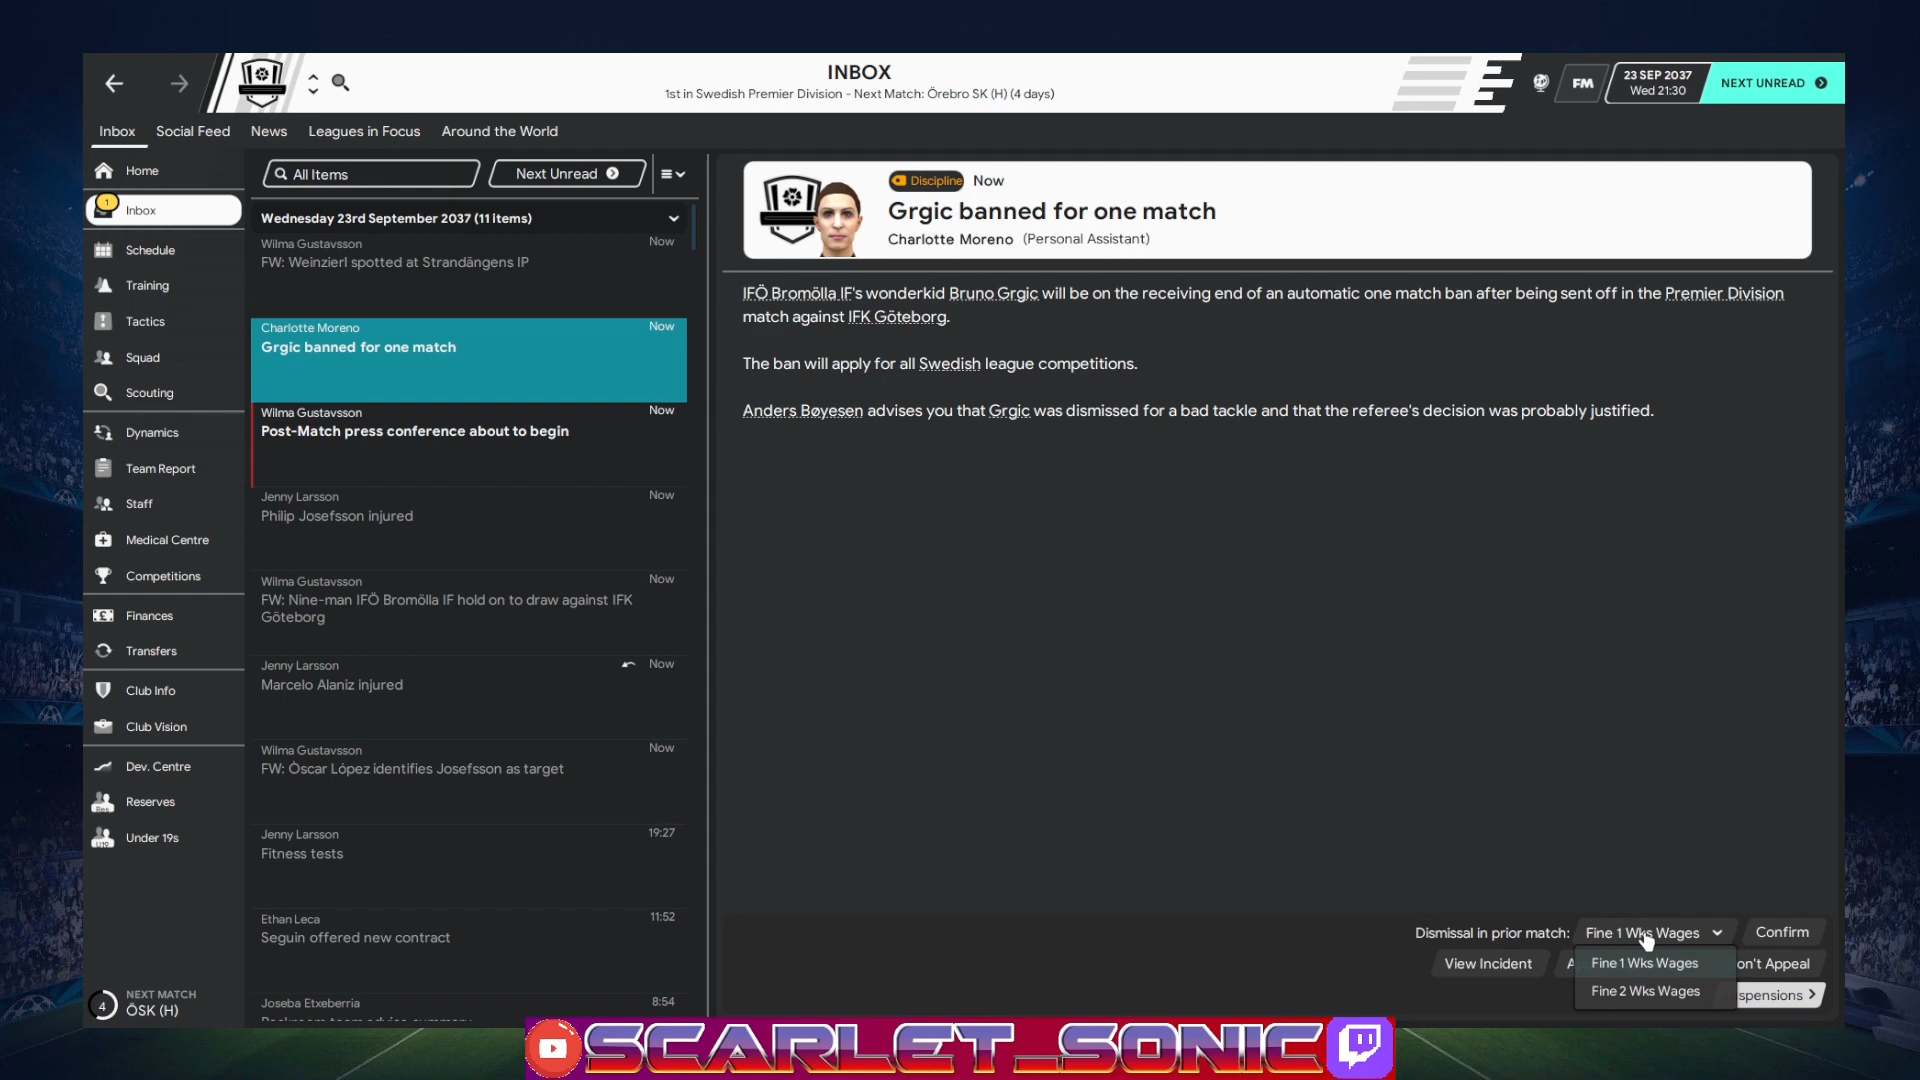 INBOX
1st in Swedish Premier Division - Next Match: Örebro SK (H) (4 days)
FM
23 SEP 2037
Wed 21:30
NEXT UNREAD
Inbox
Social Feed
News
Leagues in Focus
Around the World
Home
1
Inbox
Schedule
Training
Tactics
Squad
Scouting
Dynamics
Team Report
Staff
Medical Centre
Competitions
Finances
Transfers
Club Info
Club Vision
Dev. Centre
Reserves
Under 19s
4
NEXT MATCH
ÖSK (H)
All Items
Next Unread
Wednesday 23rd September 2037 (11 items)
Wilma Gustavsson
Now
FW: Weinzierl spotted at Strandängens IP
Charlotte Moreno
Now
Grgic banned for one match
Wilma Gustavsson
Now
Post-Match press conference about to begin
Jenny Larsson
Now
Philip Josefsson injured
Wilma Gustavsson
Now
FW: Nine-man IFÖ Bromölla IF hold on to draw against IFK
Göteborg
Jenny Larsson
Now
Marcelo Alaniz injured
Wilma Gustavsson
Now
FW: Òscar López identifies Josefsson as target
Jenny Larsson
19:27
Fitness tests
Ethan Leca
11:52
Seguin offered new contract
Joseba Etxeberria
8:54
Discipline
Now
Grgic banned for one match
Charlotte Moreno (Personal Assistant)
IFÖ Bromölla IF's wonderkid Bruno Grgic will be on the receiving end of an automatic one match ban after being sent off in the Premier Division
match against IFK Göteborg.
The ban will apply for all Swedish league competitions.
Anders Bøyesen advises you that Grgic was dismissed for a bad tackle and that the referee's decision was probably justified.
Dismissal in prior match:
Fine 1 Wks Wages
Confirm
View Incident
A
Fine 1 Wks Wages
on't Appeal
Fine 2 Wks Wages
spensions
SCARLET_SONIC